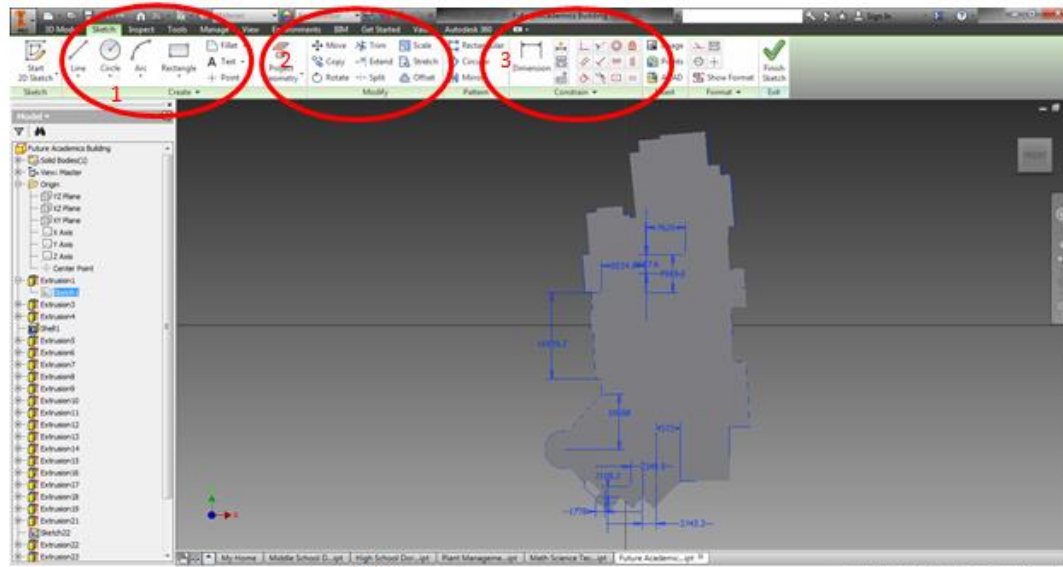 Future Academics Building
Sign In
3D Model Sketch Inspect Tools Manage View Environments BIM Get Started Vault Autodesk 360
Start
2D Sketch
Line
Circle
Arc
Rectangle
Fillet
Text
Point
Project
Geometry
Move
Copy
Rotate
Trim
Extend
Split
Scale
Stretch
Offset
Rectangular
Circular
Mirror
Dimension
Image
Points
ACAD
Show Format
Finish
Sketch
Sketch Create Modify Pattern Constrain Insert Format Exit
1
2
3
Model
Future Academics Building
Solid Bodies(1)
View: Master
Origin
YZ Plane
XZ Plane
XY Plane
X Axis
Y Axis
Z Axis
Center Point
Extrusion1
Sketch1
Extrusion3
Extrusion4
Shell1
Extrusion5
Extrusion6
Extrusion7
Extrusion8
Extrusion9
Extrusion10
Extrusion11
Extrusion12
Extrusion13
Extrusion14
Extrusion15
Extrusion16
Extrusion17
Extrusion18
Extrusion19
Extrusion21
Sketch22
Extrusion22
Extrusion23
FRONT
X
My Home Middle School D...ipt High School Dor...ipt Plant Manageme...ipt Math Science Tec...ipt Future Academic...ipt